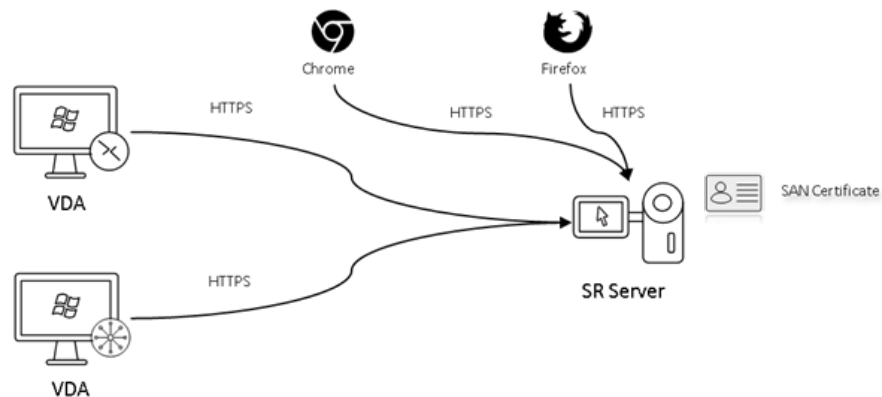 Chrome
Firefox
HTTPS
HTTPS
HTTPS
VDA
SAN Certificate
SR Server
HTTPS
VDA